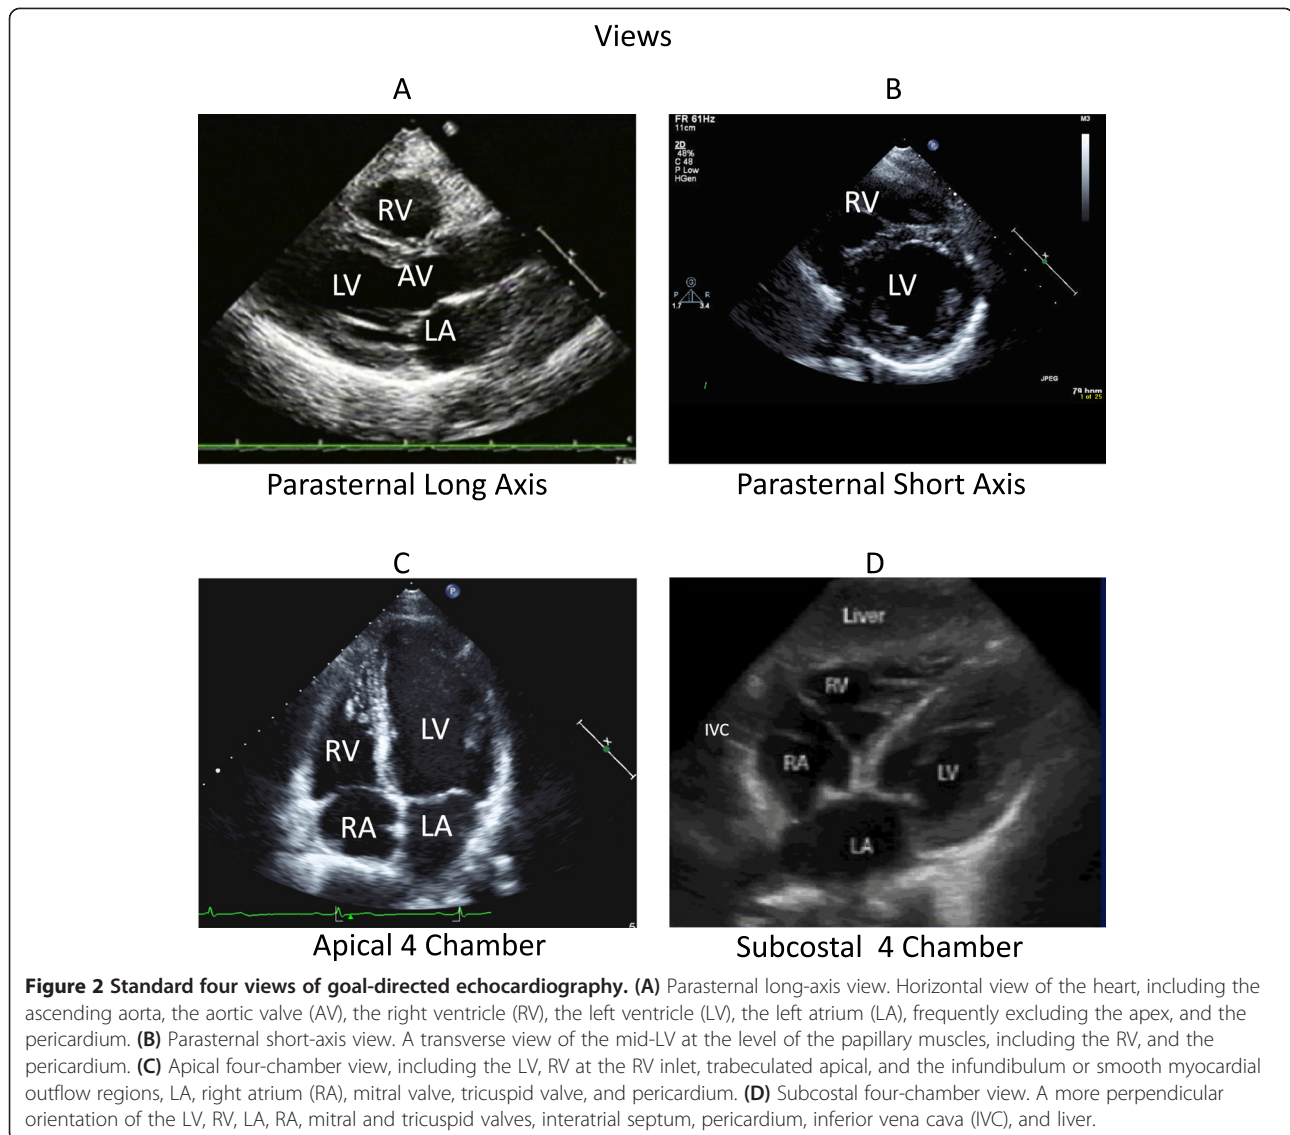 Views
A
B
RV
AV
LV
LA
Parasternal Long Axis
FR 61Hz
11cm
2D
48%
C 48
P Low
HGen
M3
P
RV
LV
G
P R
1.7 3.4
JPEG
79 bpm
1 of 25
Parasternal Short Axis
C
D
P
LV
RV
RA
LA
5
Apical 4 Chamber
Liver
RV
IVC
RA
LV
LA
Subcostal 4 Chamber
Figure 2 Standard four views of goal-directed echocardiography. (A) Parasternal long-axis view. Horizontal view of the heart, including the
ascending aorta, the aortic valve (AV), the right ventricle (RV), the left ventricle (LV), the left atrium (LA), frequently excluding the apex, and the
pericardium. (B) Parasternal short-axis view. A transverse view of the mid-LV at the level of the papillary muscles, including the RV, and the
pericardium. (C) Apical four-chamber view, including the LV, RV at the RV inlet, trabeculated apical, and the infundibulum or smooth myocardial
outflow regions, LA, right atrium (RA), mitral valve, tricuspid valve, and pericardium. (D) Subcostal four-chamber view. A more perpendicular
orientation of the LV, RV, LA, RA, mitral and tricuspid valves, interatrial septum, pericardium, inferior vena cava (IVC), and liver.